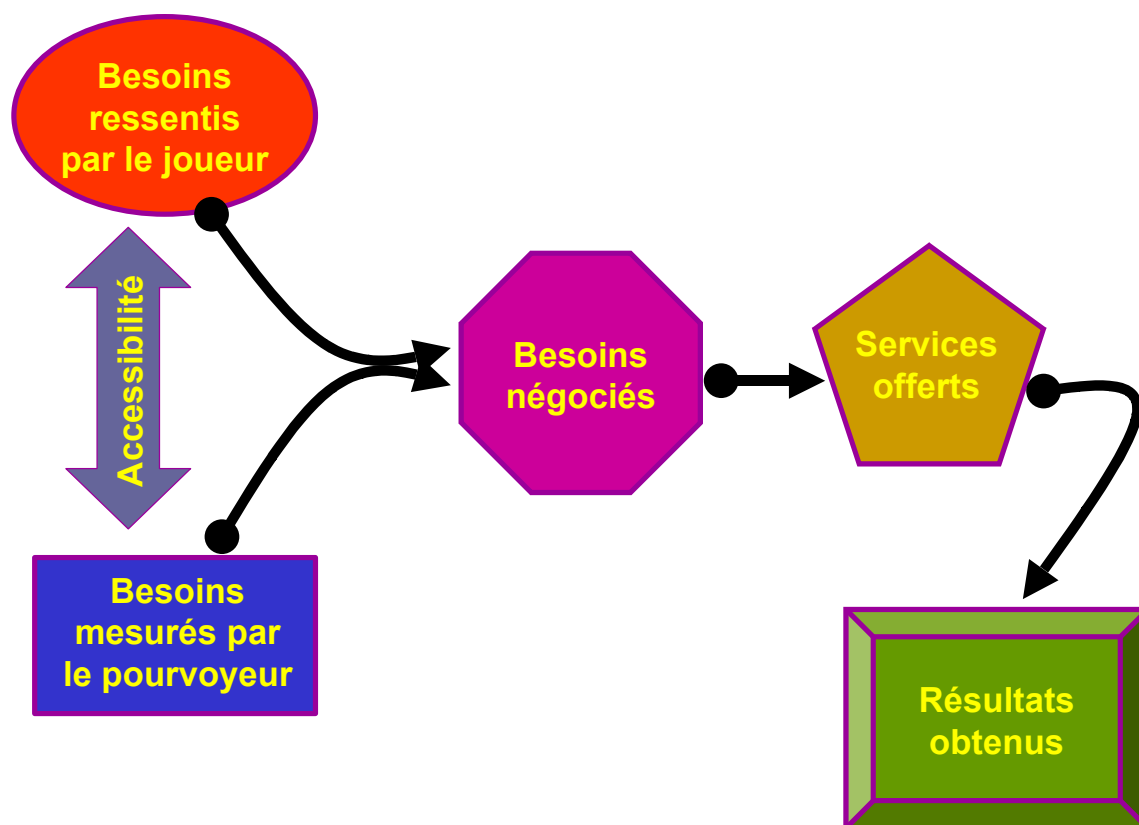 Besoins
ressentis
par le joueur
Accessibilité
Besoins
mesurés par
le pourvoyeur
Besoins
négociés
Services
offerts
Résultats
obtenus